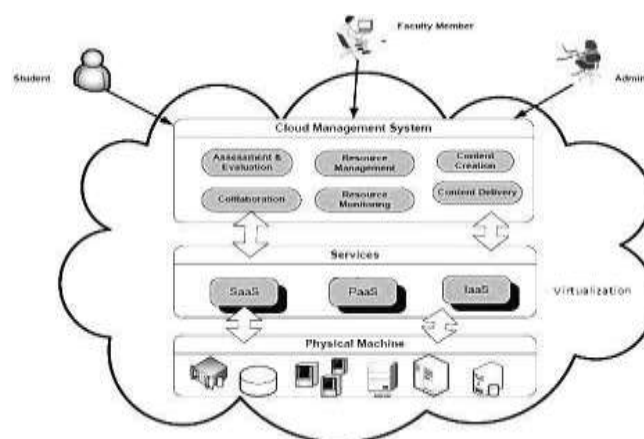 Faculty Member
Student
Admin
Cloud Management System
Assessment &
Evaluation
Resource
Management
Content
Creation
Collaboration
Resource
Monitoring
Content Delivery
Services
SaaS
PaaS
IaaS
Virtualization
Physical Machine